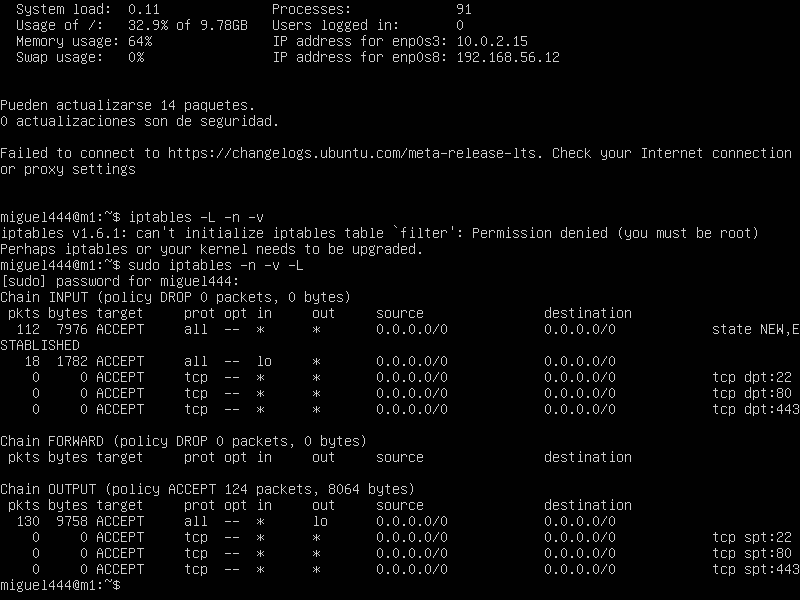 System load:  0.11              Processes:             91
Usage of /:   32.9% of 9.78GB   Users logged in:       0
Memory usage: 64%               IP address for enp0s3: 10.0.2.15
Swap usage:   0%                IP address for enp0s8: 192.168.56.12
Pueden actualizarse 14 paquetes.
0 actualizaciones son de seguridad.
Failed to connect to https://changelogs.ubuntu.com/meta-release-lts. Check your Internet connection
or proxy settings
miguel444@m1:~$ iptables -L -n -v
iptables v1.6.1: can't initialize iptables table `filter': Permission denied (you must be root)
Perhaps iptables or your kernel needs to be upgraded.
miguel444@m1:~$ sudo iptables -n -v -L
[sudo] password for miguel444:
Chain INPUT (policy DROP 0 packets, 0 bytes)
 pkts bytes target     prot opt in     out     source               destination
  112  7976 ACCEPT     all  --  *      *       0.0.0.0/0            0.0.0.0/0            state NEW,E
STABLISHED
   18  1782 ACCEPT     all  --  lo     *       0.0.0.0/0            0.0.0.0/0
    0     0 ACCEPT     tcp  --  *      *       0.0.0.0/0            0.0.0.0/0            tcp dpt:22
    0     0 ACCEPT     tcp  --  *      *       0.0.0.0/0            0.0.0.0/0            tcp dpt:80
    0     0 ACCEPT     tcp  --  *      *       0.0.0.0/0            0.0.0.0/0            tcp dpt:443
Chain FORWARD (policy DROP 0 packets, 0 bytes)
 pkts bytes target     prot opt in     out     source               destination
Chain OUTPUT (policy ACCEPT 124 packets, 8064 bytes)
 pkts bytes target     prot opt in     out     source               destination
  130  9758 ACCEPT     all  --  *      lo      0.0.0.0/0            0.0.0.0/0
    0     0 ACCEPT     tcp  --  *      *       0.0.0.0/0            0.0.0.0/0            tcp spt:22
    0     0 ACCEPT     tcp  --  *      *       0.0.0.0/0            0.0.0.0/0            tcp spt:80
    0     0 ACCEPT     tcp  --  *      *       0.0.0.0/0            0.0.0.0/0            tcp spt:443
miguel444@m1:~$